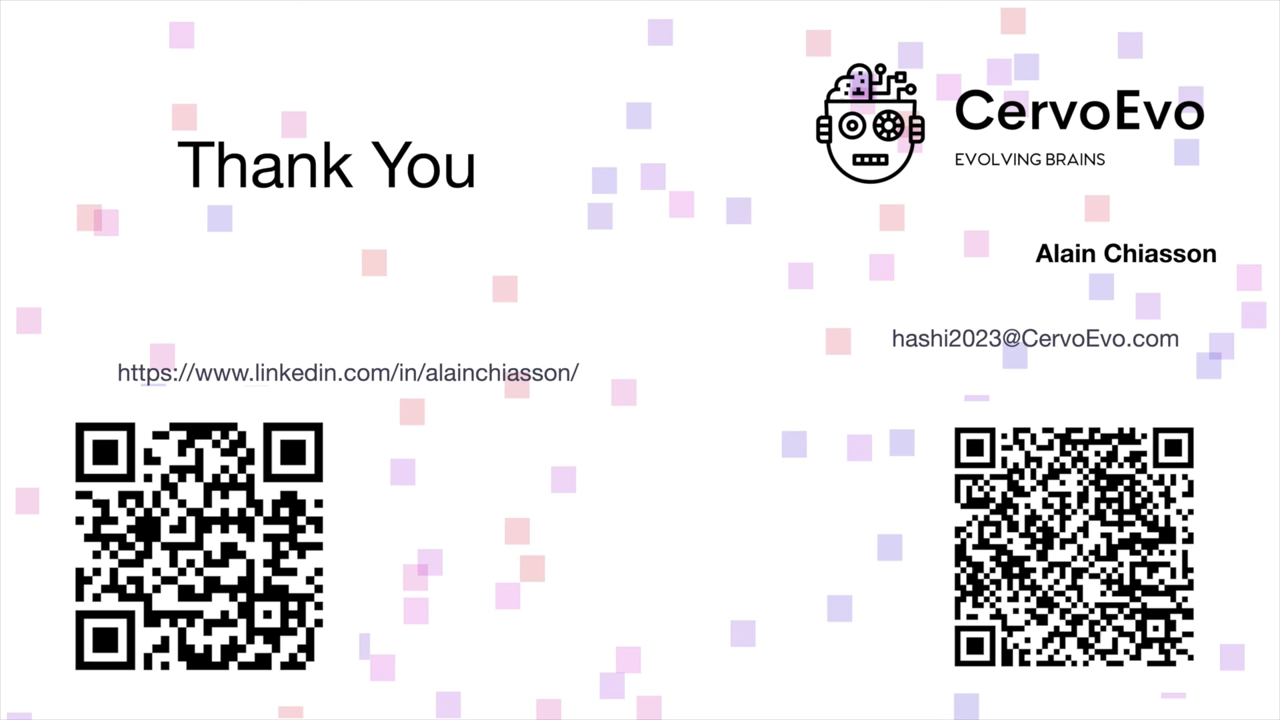 Thank You
CervoEvo
EVOLVING BRAINS
Alain Chiasson
hashi2023@CervoEvo.com
https://www.linkedin.com/in/alainchiasson/